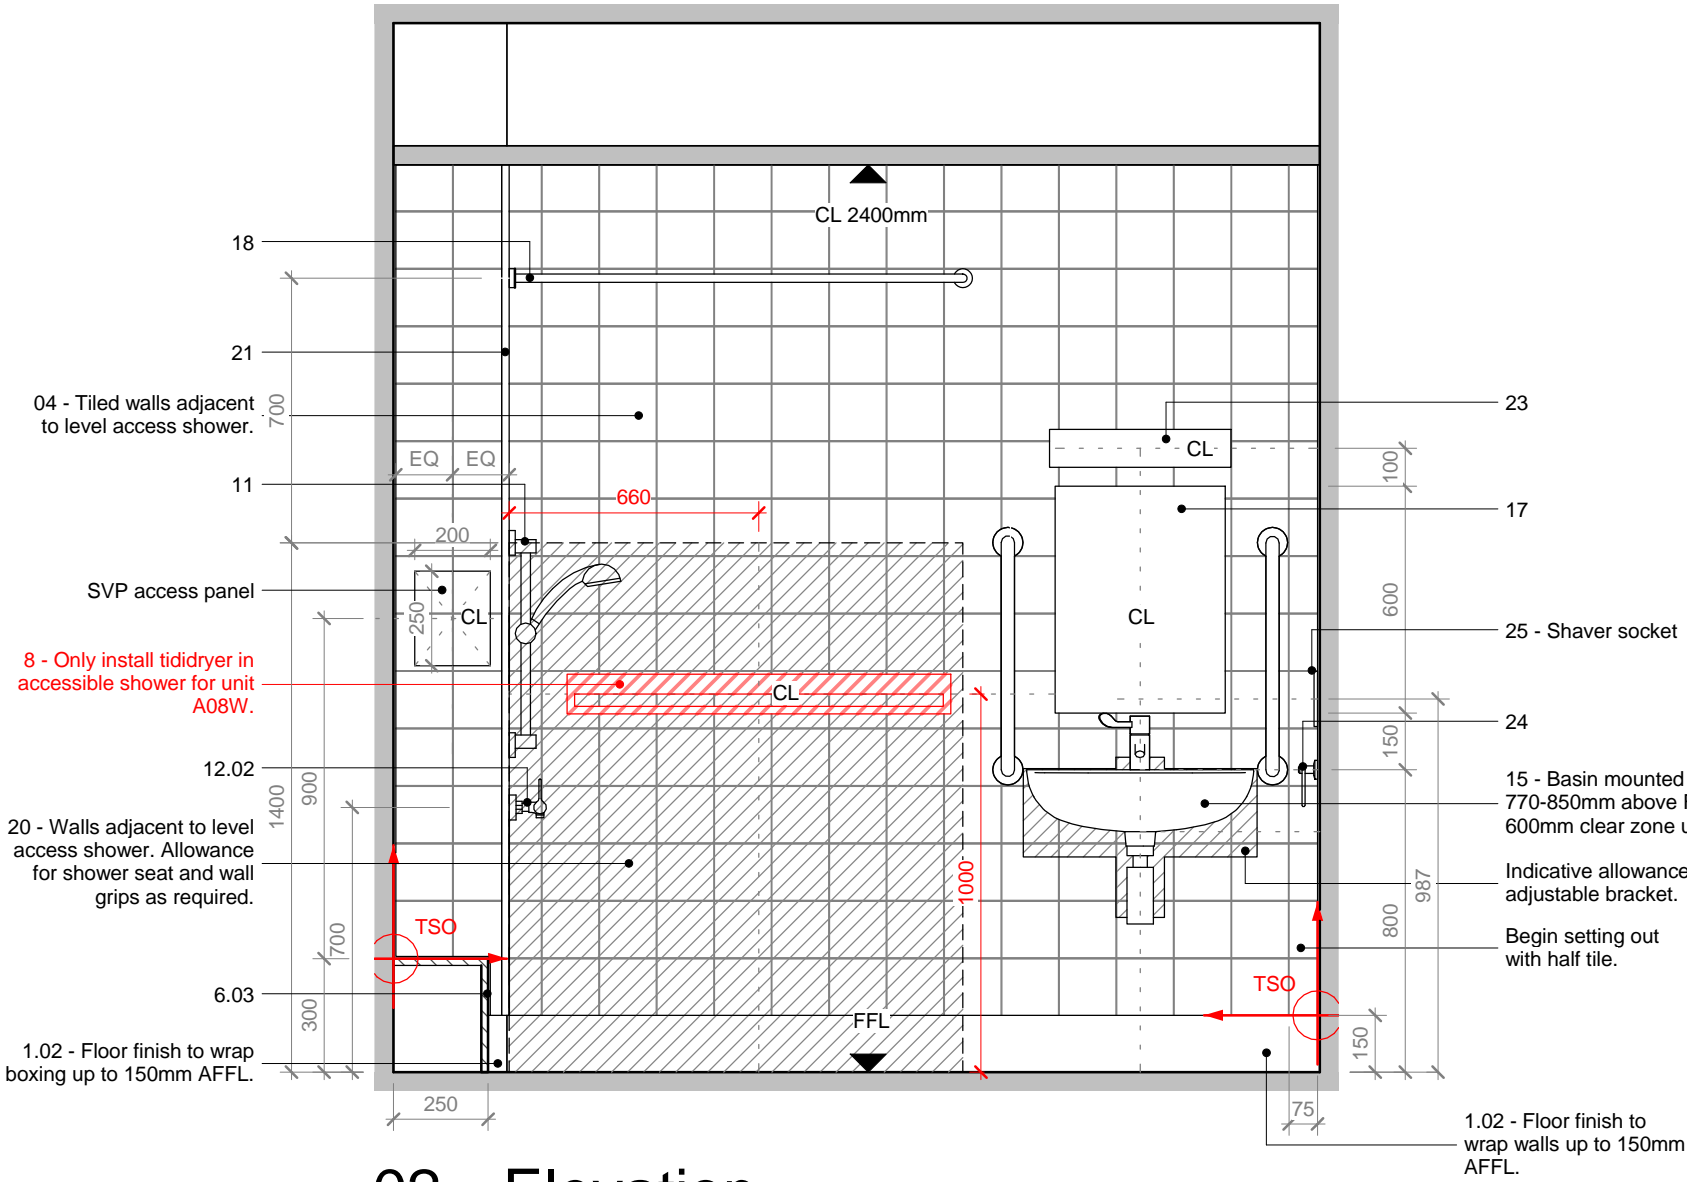 CL 2400mm
18
21
04 - Tiled walls adjacent
to level access shower.
700
EQ
EQ
11
660
200
SVP access panel
250
CL
8 - Only install tididryer in
accessible shower for unit
A08W.
CL
12.02
900
1400
20 - Walls adjacent to level
access shower. Allowance
for shower seat and wall
grips as required.
700
TSO
1000
6.03
300
1.02 - Floor finish to wrap
boxing up to 150mm AFFL.
250
FFL
23
CL
100
17
CL
600
25 - Shaver socket
24
150
15 - Basin mounted
770-850mm above
600mm clear zone
Indicative allowance
adjustable bracket.
987
800
Begin setting out
with half tile.
TSO
150
75
1.02 - Floor finish to
wrap walls up to 150mm
AFFL.
Elevation